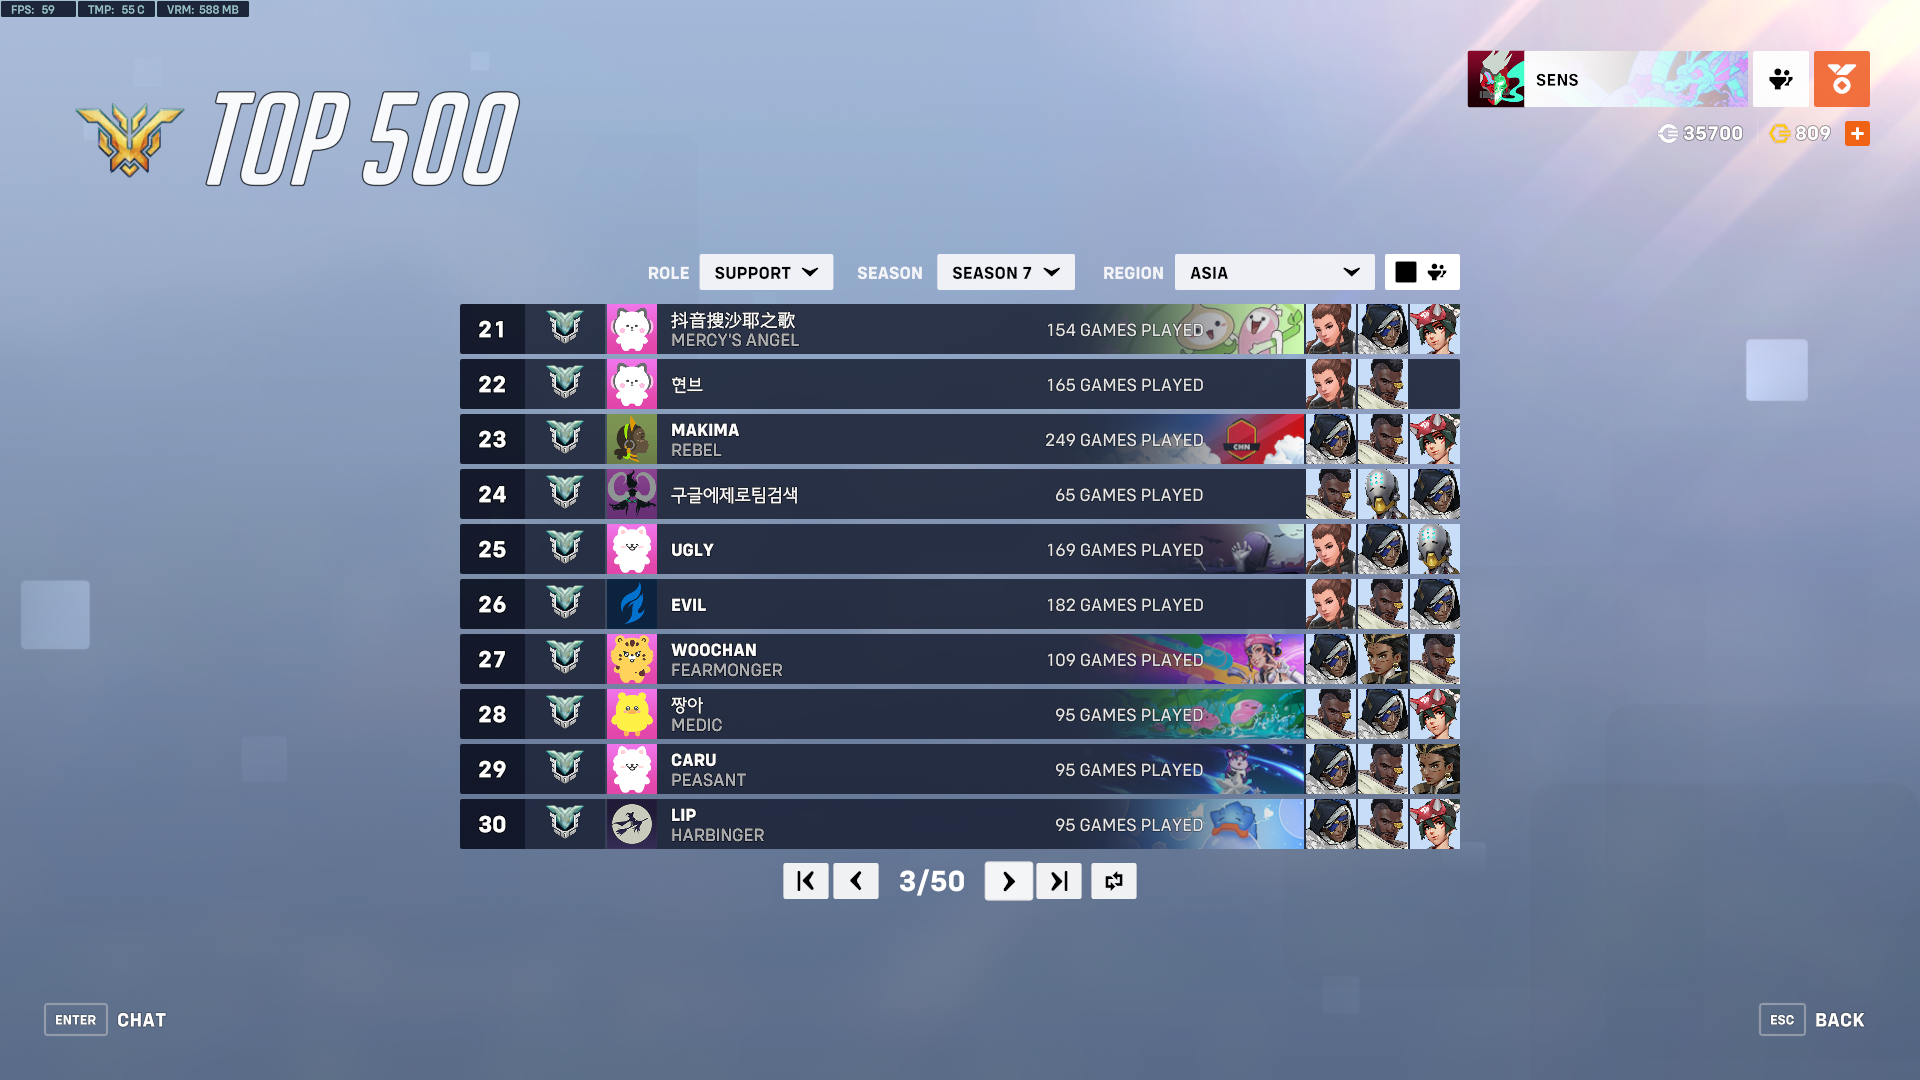 FPS: 59 TMP: 55 C VRM: 588 MB
TOP 500
SENS
35700 809
ROLE SUPPORT SEASON SEASON 7 REGION ASIA
21 抖音搜沙耶之歌 154 GAMES PLAYED
MERCY'S ANGEL
22 현브 165 GAMES PLAYED
23 MAKIMA 249 GAMES PLAYED CHN
REBEL
24 구글에제로팀검색 65 GAMES PLAYED
25 UGLY 169 GAMES PLAYED
26 EVIL 182 GAMES PLAYED
27 WOOCHAN 109 GAMES PLAYED
FEARMONGER
28 짱아 95 GAMES PLAYED
MEDIC
29 CARU 95 GAMES PLAYED
PEASANT
30 LIP 95 GAMES PLAYED
HARBINGER
3/50
ENTER CHAT
ESC BACK